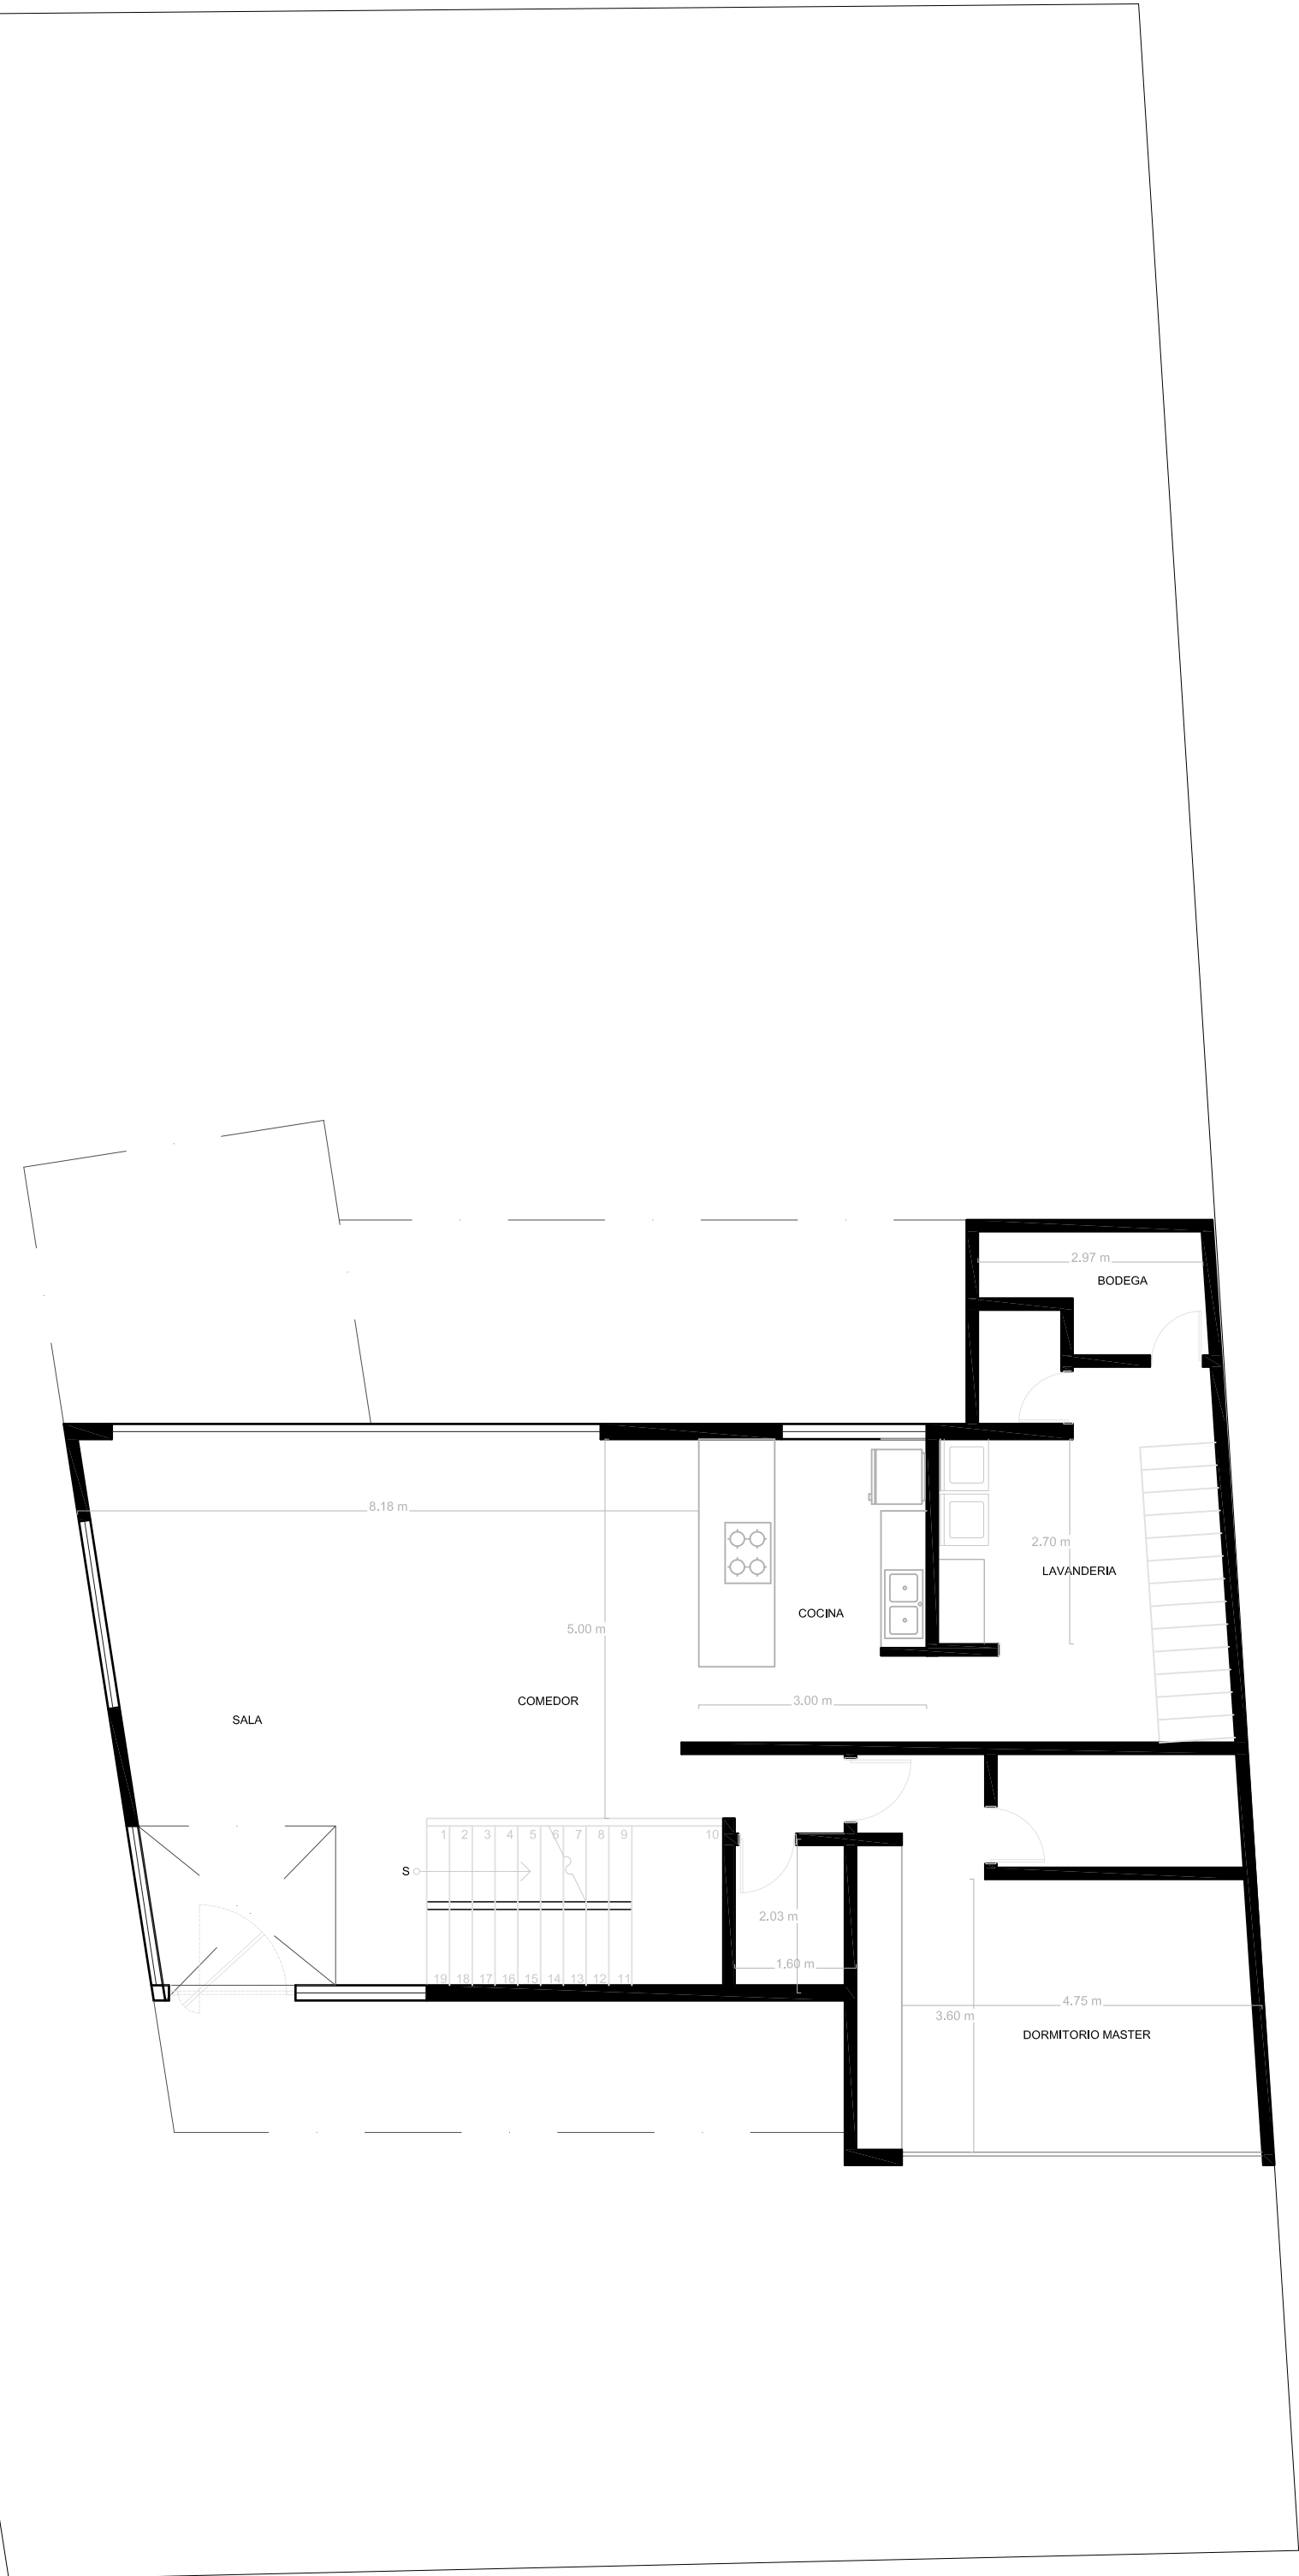 2.97 m
BODEGA
8.18 m
2.70 m
LAVANDERIA
COCINA
5.00 m
3.00 m
COMEDOR
SALA
1 2 3 4 5 6 7 8 9 10
S
2.03 m
1.60 m
19 18 17 16 15 14 13 12 11
4.75 m
3.60 m
DORMITORIO MASTER